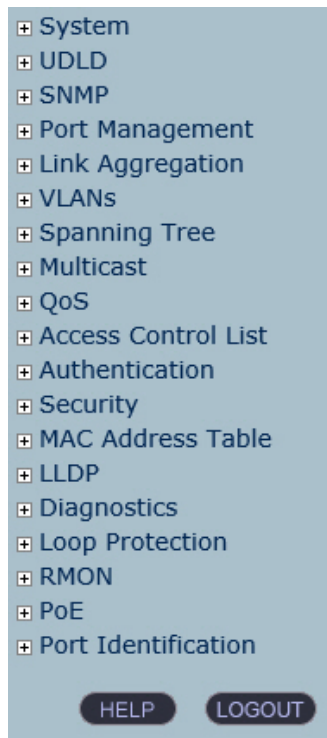 System
UDLD
SNMP
Port Management
Link Aggregation
VLANs
Spanning Tree
Multicast
QoS
Access Control List
Authentication
Security
MAC Address Table
LLDP
Diagnostics
Loop Protection
RMON
PoE
Port Identification
HELP LOGOUT